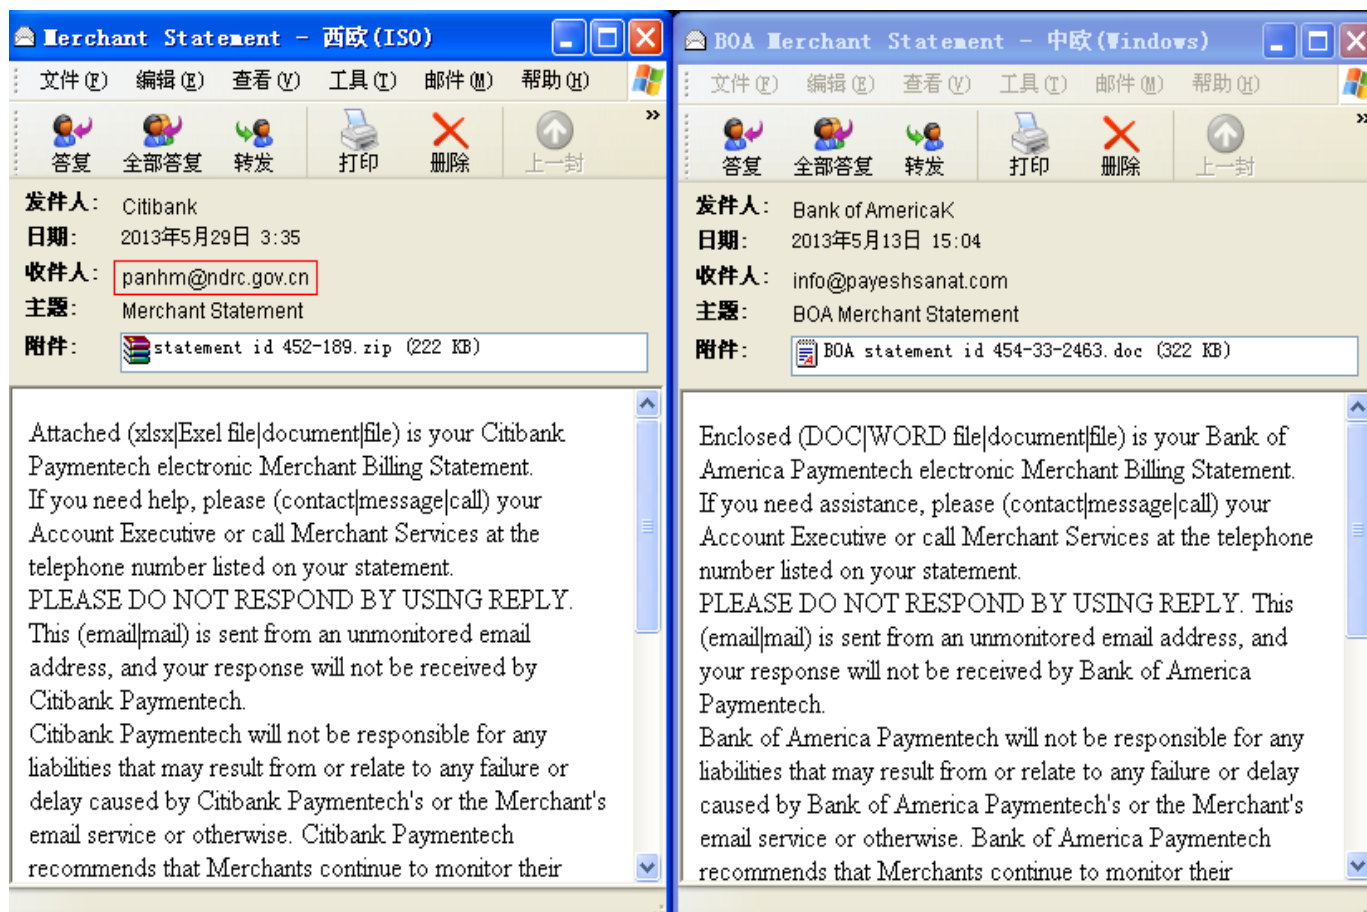 Merchant Statement - 西欧(ISO)
文件(F) 编辑(E) 查看(V) 工具(T) 邮件(M) 帮助(H)
答复 全部答复 转发 打印 删除 上一封
发件人: Citibank
日期: 2013年5月29日 3:35
收件人: panhm@ndrc.gov.cn
主题: Merchant Statement
附件: statement id 452-189.zip (222 KB)
Attached (xlsx|Exel file|document|file) is your Citibank
Paymentech electronic Merchant Billing Statement.
If you need help, please (contact|message|call) your
Account Executive or call Merchant Services at the
telephone number listed on your statement.
PLEASE DO NOT RESPOND BY USING REPLY.
This (email|mail) is sent from an unmonitored email
address, and your response will not be received by
Citibank Paymentech.
Citibank Paymentech will not be responsible for any
liabilities that may result from or relate to any failure or
delay caused by Citibank Paymentech's or the Merchant's
email service or otherwise. Citibank Paymentech
recommends that Merchants continue to monitor their
BOA Merchant Statement - 中欧(Windows)
文件(F) 编辑(E) 查看(V) 工具(T) 邮件(M) 帮助(H)
答复 全部答复 转发 打印 删除 上一封
发件人: Bank of AmericaK
日期: 2013年5月13日 15:04
收件人: info@payeshsanat.com
主题: BOA Merchant Statement
附件: BOA statement id 454-33-2463.doc (322 KB)
Enclosed (DOC|WORD file|document|file) is your Bank of
America Paymentech electronic Merchant Billing Statement.
If you need assistance, please (contact|message|call) your
Account Executive or call Merchant Services at the telephone
number listed on your statement.
PLEASE DO NOT RESPOND BY USING REPLY. This
(email|mail) is sent from an unmonitored email address, and
your response will not be received by Bank of America
Paymentech.
Bank of America Paymentech will not be responsible for any
liabilities that may result from or relate to any failure or delay
caused by Bank of America Paymentech's or the Merchant's
email service or otherwise. Bank of America Paymentech
recommends that Merchants continue to monitor their